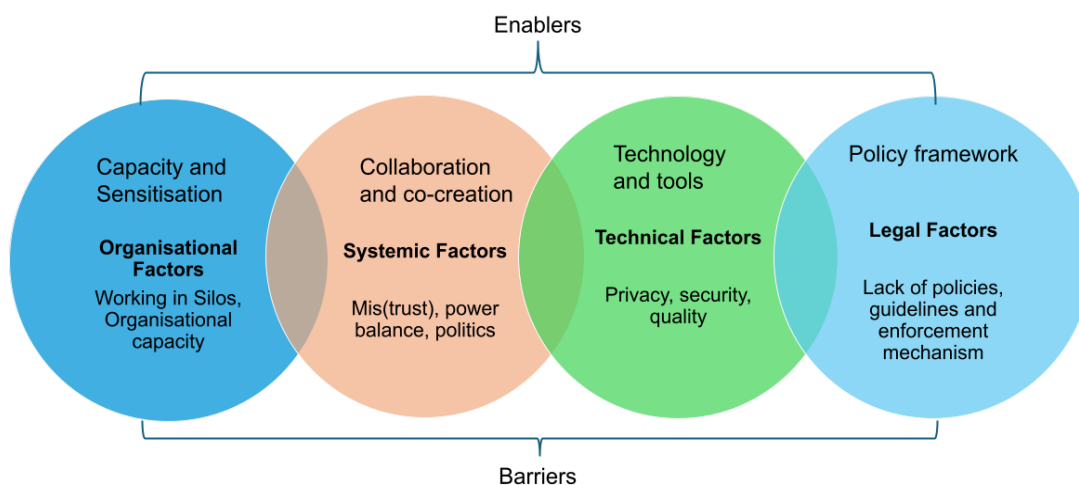 Enablers
Capacity and
Sensitisation
Organisational
Factors
Working in Silos,
Organisational
capacity
Collaboration
and co-creation
Systemic Factors
Mis(trust), power
balance, politics
Technology
and tools
Technical Factors
Privacy, security,
quality
Policy framework
Legal Factors
Lack of policies,
guidelines and
enforcement
mechanism
Barriers